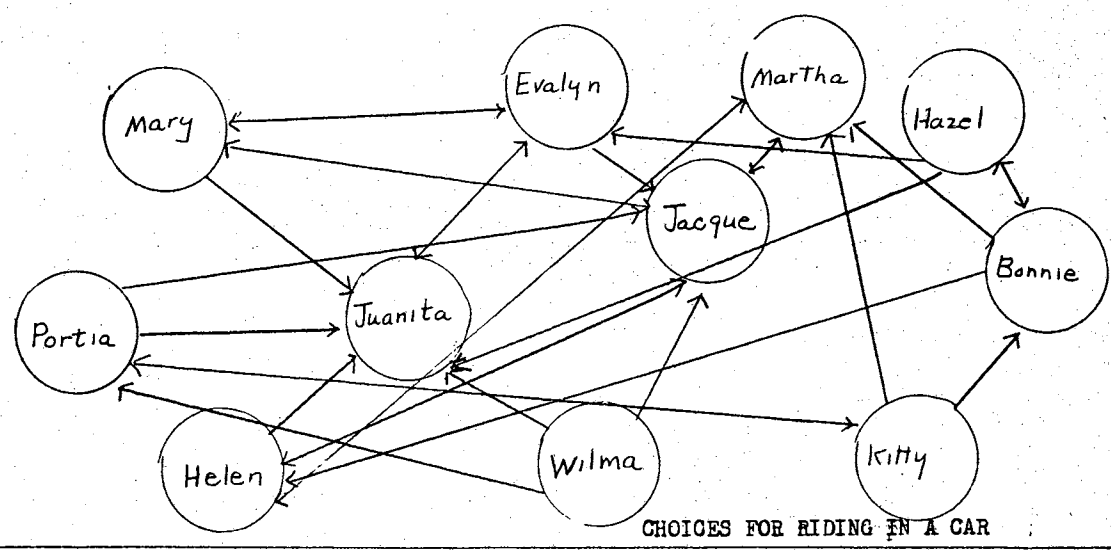 Mary
Evalyn
Martha
Hazel
Jacque
Bonnie
Juanita
Portia
Helen
Wilma
Kitty
CHOICES FOR RIDING IN A CAR